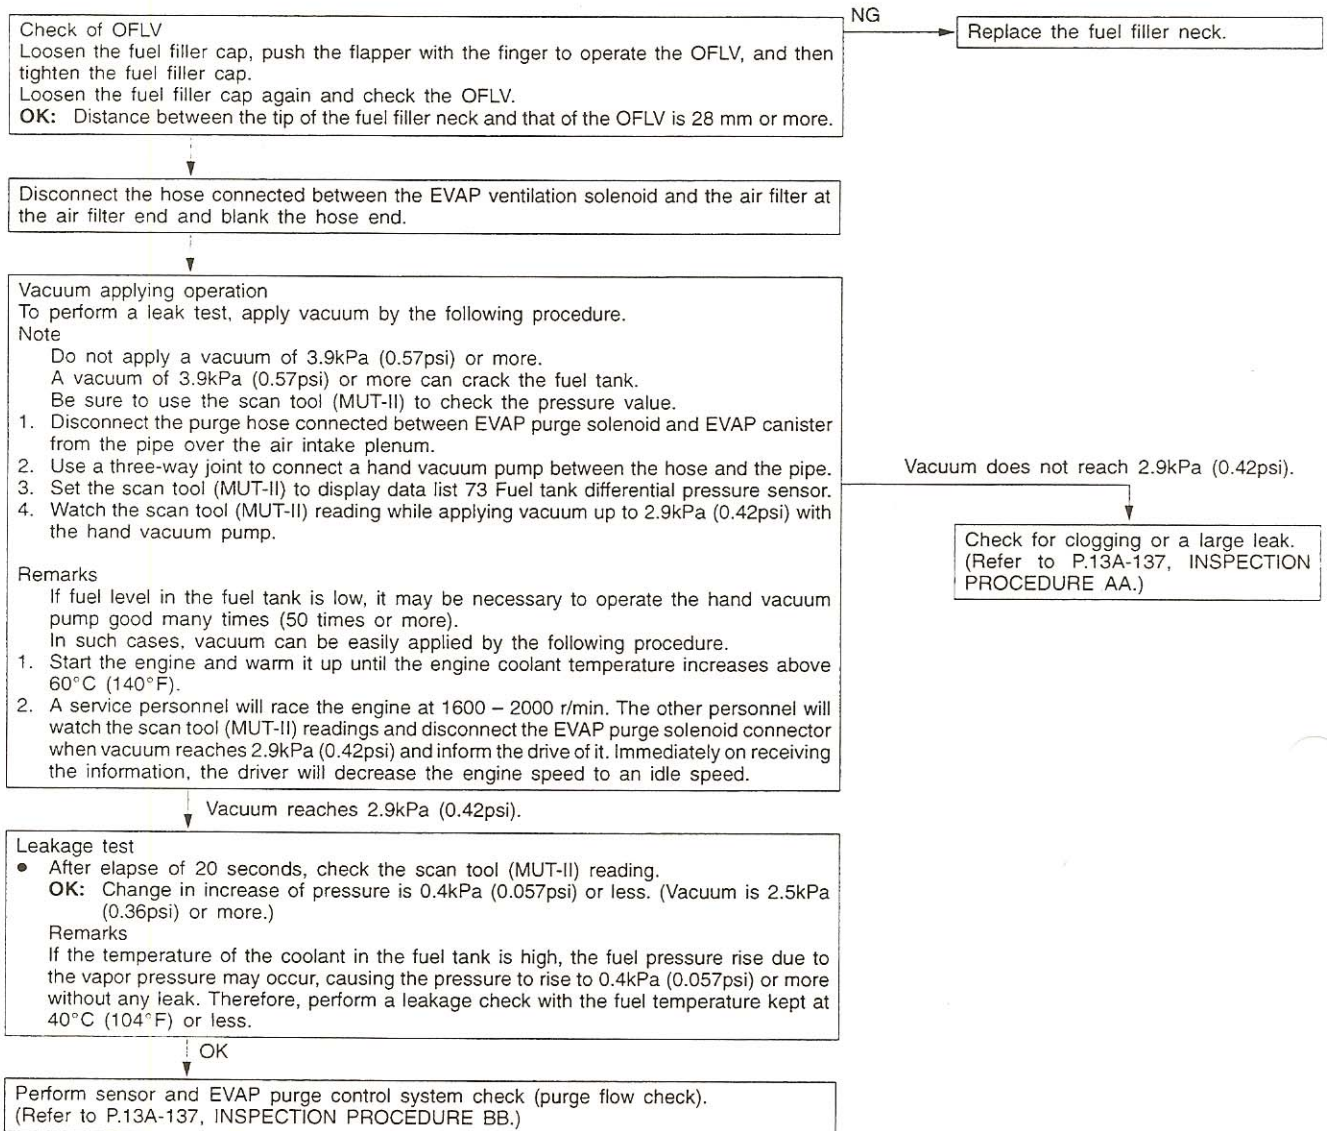 Check of OFLV
Loosen the fuel filler cap, push the flapper with the finger to operate the OFLV, and then
tighten the fuel filler cap.
Loosen the fuel filler cap again and check the OFLV.
OK: Distance between the tip of the fuel filler neck and that of the OFLV is 28 mm or more.
NG
Replace the fuel filler neck.
Disconnect the hose connected between the EVAP ventilation solenoid and the air filter at
the air filter end and blank the hose end.
Vacuum applying operation
To perform a leak test, apply vacuum by the following procedure.
Note
Do not apply a vacuum of 3.9kPa (0.57psi) or more.
A vacuum of 3.9kPa (0.57psi) or more can crack the fuel tank.
Be sure to use the scan tool (MUT-II) to check the pressure value.
1. Disconnect the purge hose connected between EVAP purge solenoid and EVAP canister
from the pipe over the air intake plenum.
2. Use a three-way joint to connect a hand vacuum pump between the hose and the pipe.
3. Set the scan tool (MUT-II) to display data list 73 Fuel tank differential pressure sensor.
4. Watch the scan tool (MUT-II) reading while applying vacuum up to 2.9kPa (0.42psi) with
the hand vacuum pump.
Remarks
If fuel level in the fuel tank is low, it may be necessary to operate the hand vacuum
pump good many times (50 times or more).
In such cases, vacuum can be easily applied by the following procedure.
1. Start the engine and warm it up until the engine coolant temperature increases above
60°C (140°F).
2. A service personnel will race the engine at 1600 – 2000 r/min. The other personnel will
watch the scan tool (MUT-II) readings and disconnect the EVAP purge solenoid connector
when vacuum reaches 2.9kPa (0.42psi) and inform the drive of it. Immediately on receiving
the information, the driver will decrease the engine speed to an idle speed.
Vacuum does not reach 2.9kPa (0.42psi).
Check for clogging or a large leak.
(Refer to P.13A-137, INSPECTION
PROCEDURE AA.)
Vacuum reaches 2.9kPa (0.42psi).
Leakage test
● After elapse of 20 seconds, check the scan tool (MUT-II) reading.
OK: Change in increase of pressure is 0.4kPa (0.057psi) or less. (Vacuum is 2.5kPa
(0.36psi) or more.)
Remarks
If the temperature of the coolant in the fuel tank is high, the fuel pressure rise due to
the vapor pressure may occur, causing the pressure to rise to 0.4kPa (0.057psi) or more
without any leak. Therefore, perform a leakage check with the fuel temperature kept at
40°C (104°F) or less.
OK
Perform sensor and EVAP purge control system check (purge flow check).
(Refer to P.13A-137, INSPECTION PROCEDURE BB.)